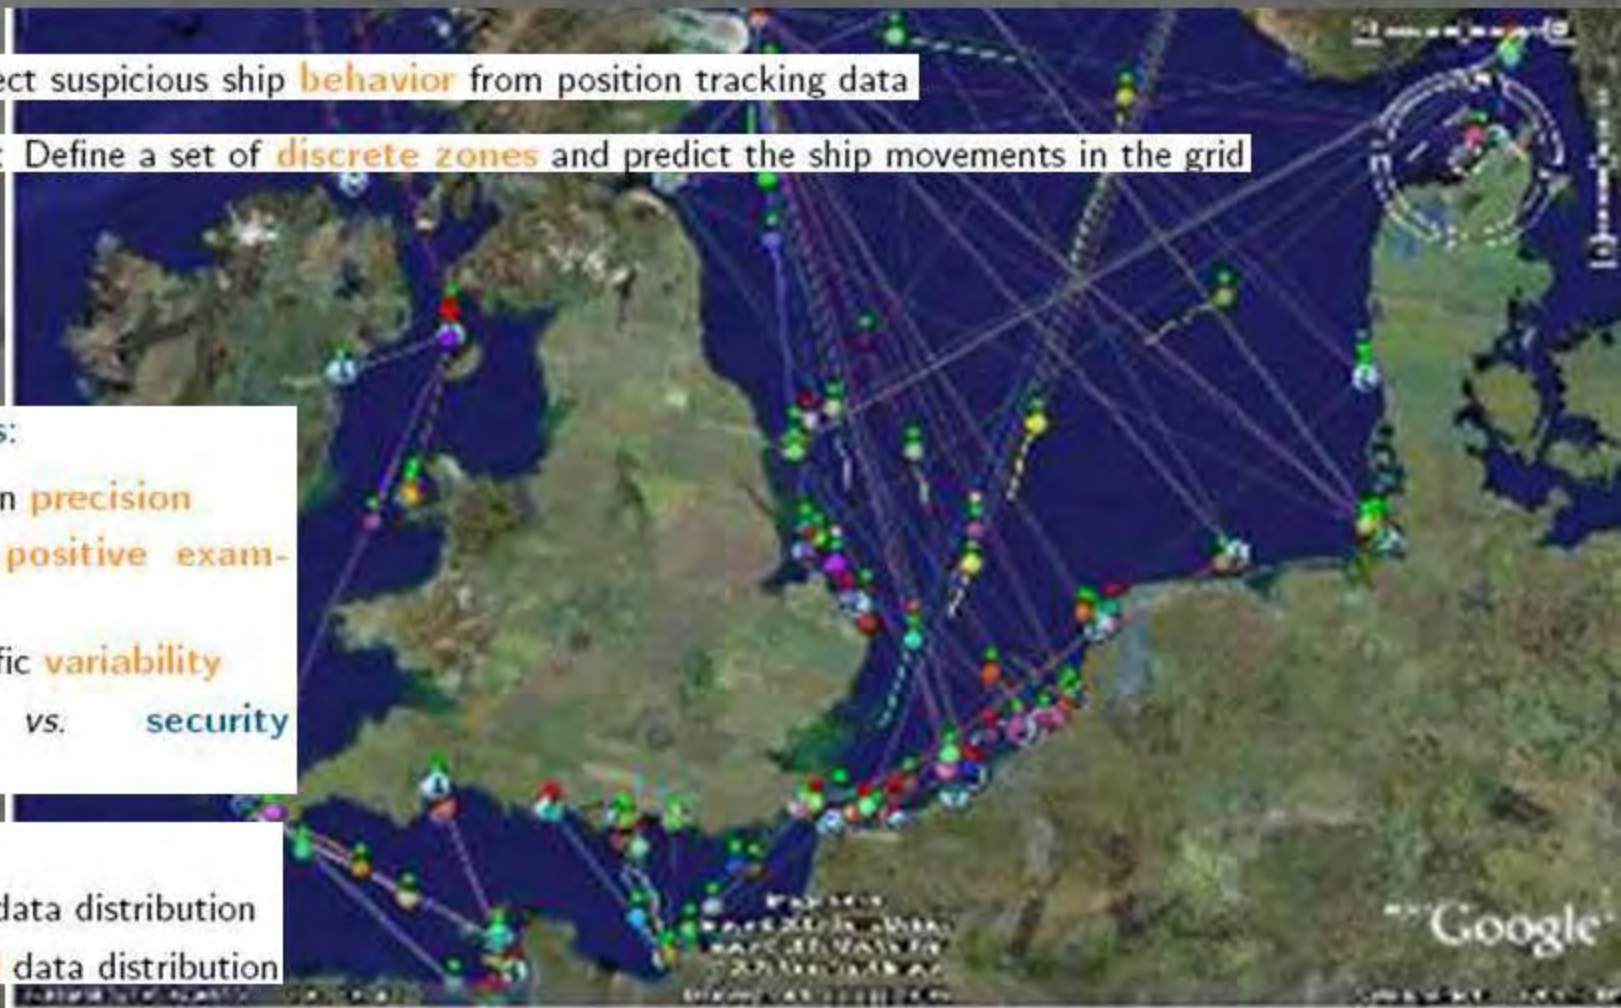 ect suspicious ship behavior from position tracking data
: Define a set of discrete zones and predict the ship movements in the grid
s:
n precision
positive exam-
fic variability
vs. security
data distribution
data distribution
Google